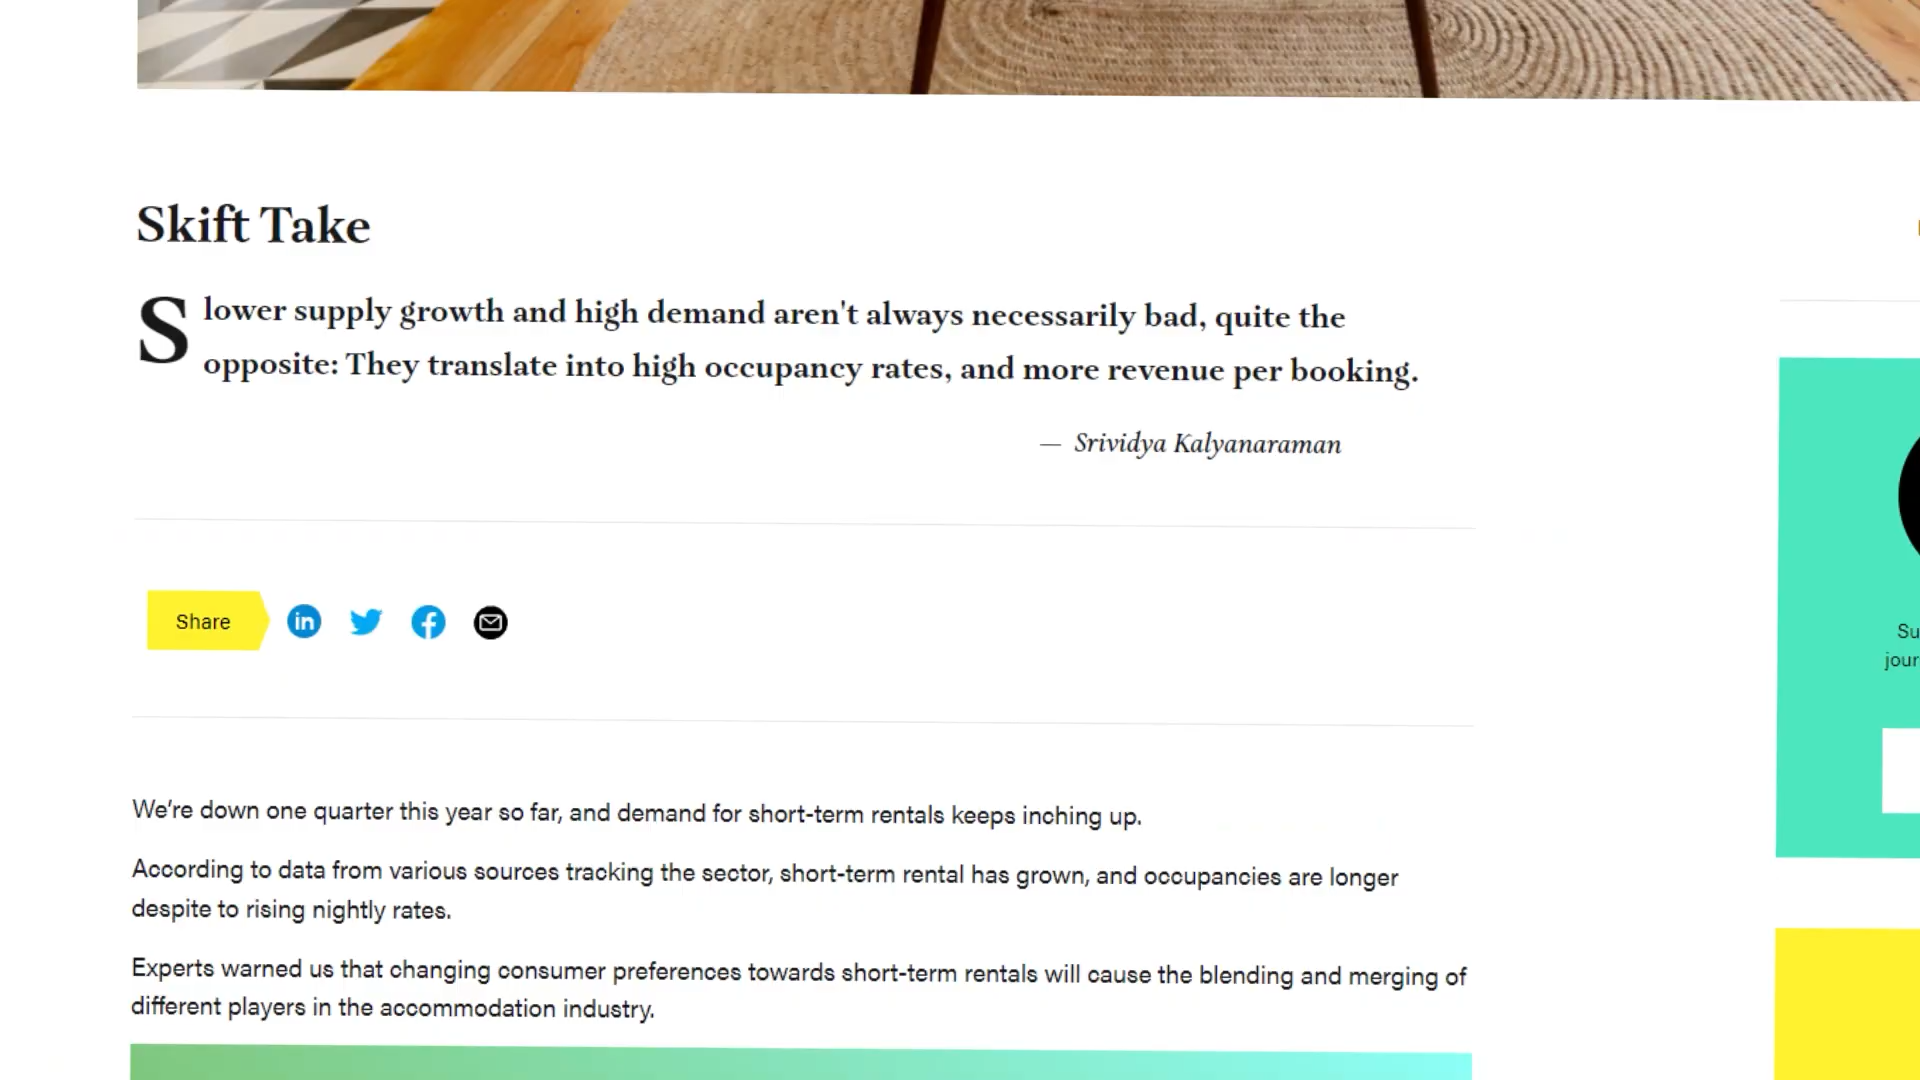 Skift Take
Slower supply growth and high demand aren't always necessarily bad, quite the
opposite: They translate into high occupancy rates, and more revenue per booking.
— Srividya Kalyanaraman
Share
We're down one quarter this year so far, and demand for short-term rentals keeps inching up.
According to data from various sources tracking the sector, short-term rental has grown, and occupancies are longer
despite to rising nightly rates.
Experts warned us that changing consumer preferences towards short-term rentals will cause the blending and merging of
different players in the accommodation industry.